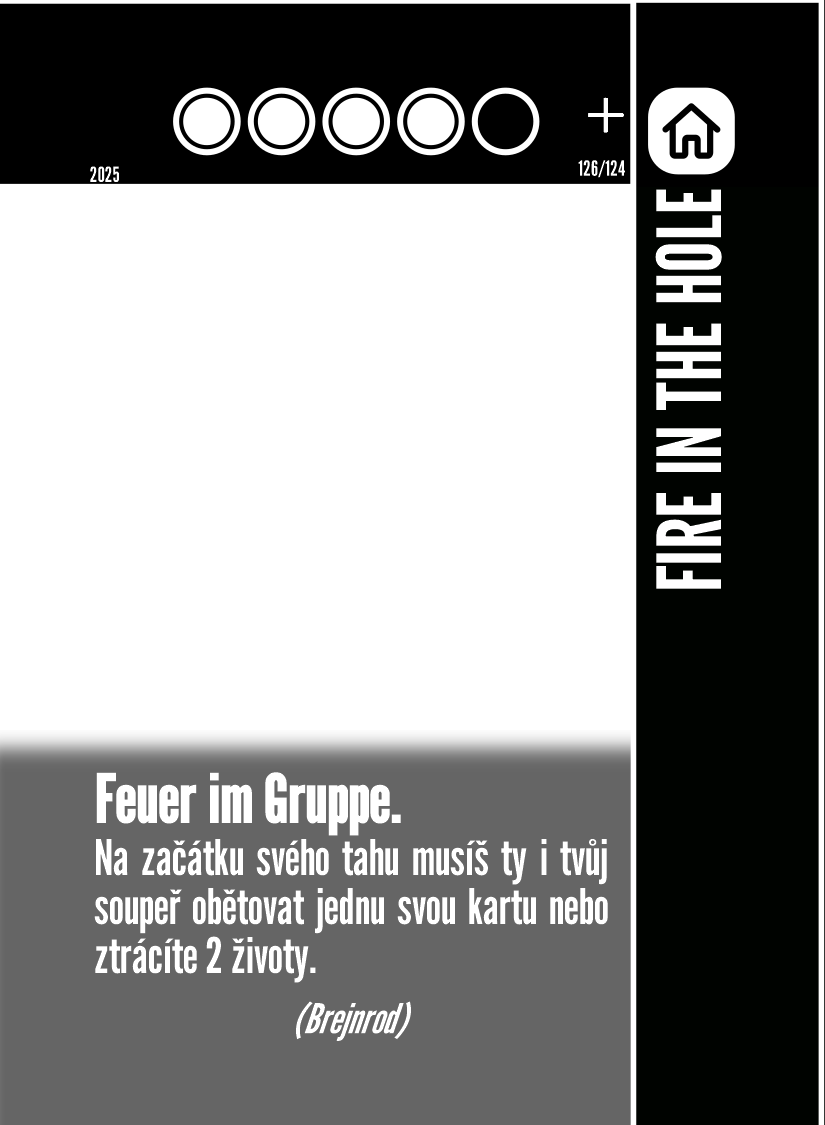 2025
126/124
FIRE IN THE HOLE
Feuer im Gruppe.
Na začátku svého tahu musíš ty i tvůj
soupeř obětovat jednu svou kartu nebo
ztrácíte 2 životy.
(Brejnrod)